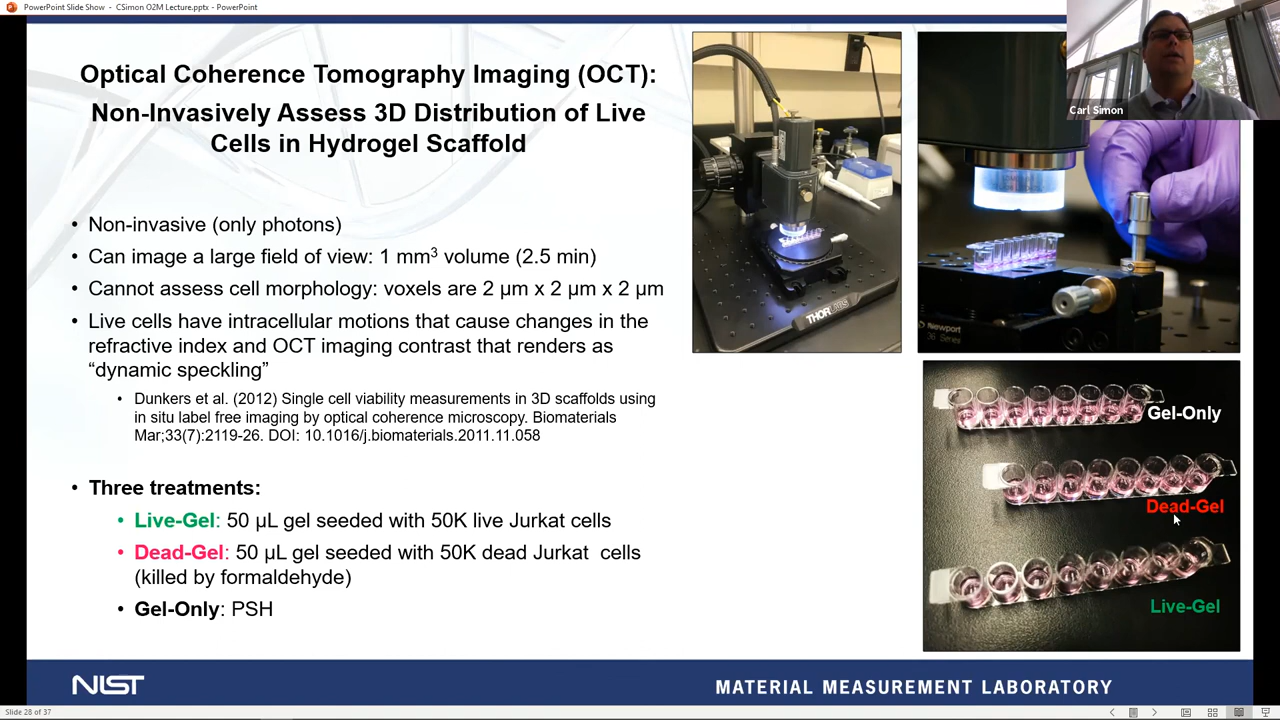 PowerPoint Slide Show - CSimon O2M Lecture.pptx - PowerPoint
Carl Simon
Optical Coherence Tomography Imaging (OCT):
Non-Invasively Assess 3D Distribution of Live
Cells in Hydrogel Scaffold
• Non-invasive (only photons)
• Can image a large field of view: 1 mm³ volume (2.5 min)
• Cannot assess cell morphology: voxels are 2 µm x 2 µm x 2 µm
• Live cells have intracellular motions that cause changes in the
refractive index and OCT imaging contrast that renders as
“dynamic speckling”
• Dunkers et al. (2012) Single cell viability measurements in 3D scaffolds using
in situ label free imaging by optical coherence microscopy. Biomaterials
Mar;33(7):2119-26. DOI: 10.1016/j.biomaterials.2011.11.058
• Three treatments:
• Live-Gel: 50 µL gel seeded with 50K live Jurkat cells
• Dead-Gel: 50 µL gel seeded with 50K dead Jurkat cells
(killed by formaldehyde)
• Gel-Only: PSH
THORLABS
Newport
Gel-Only
Dead-Gel
Live-Gel
NIST
MATERIAL MEASUREMENT LABORATORY
Slide 28 of 37